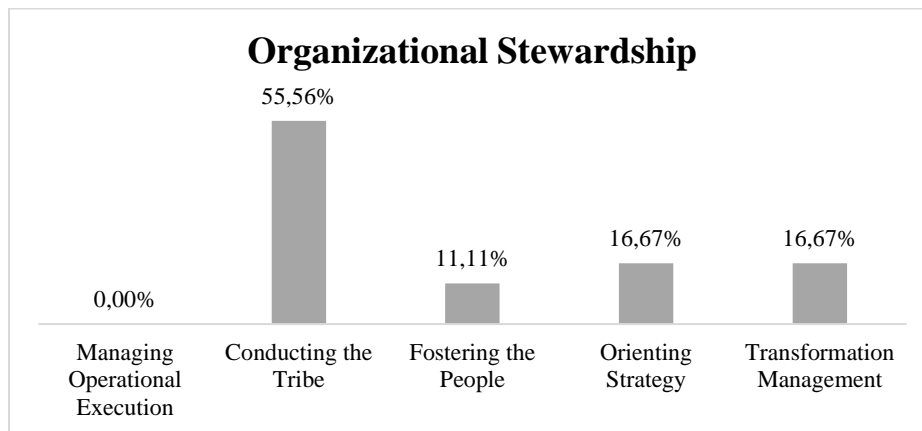 Organizational Stewardship
55,56%
11,11%
16,67%
16,67%
0,00%
Managing
Operational
Execution
Conducting the
Tribe
Fostering the
People
Orienting
Strategy
Transformation
Management